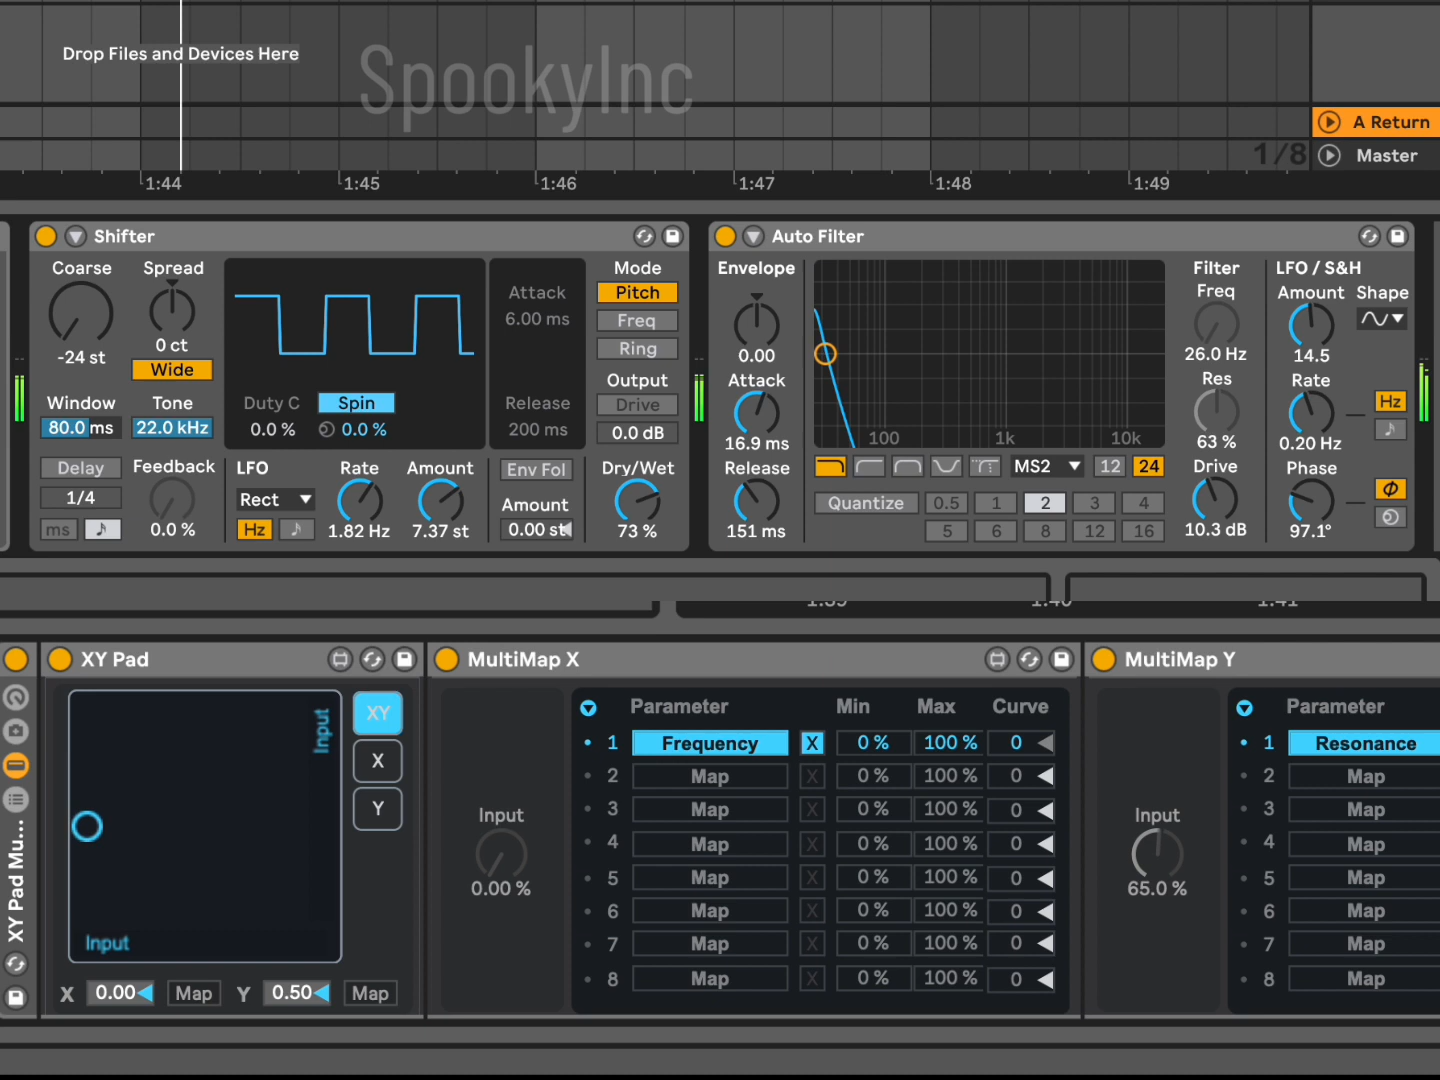 Drop Files and Devices Here
SpookyInc
A Return
1/8
Master
1:44 1:45 1:46 1:47 1:48 1:49
Shifter
Coarse Spread
-24 st
0 ct
Wide
Window Tone
80.0 ms 22.0 kHz
Delay Feedback
1/4
ms 0.0 %
Duty C Spin
0.0 % 0.0 %
LFO Rate Amount
Rect
Hz 1.82 Hz 7.37 st
Attack
6.00 ms
Release
200 ms
Env Fol
Amount
0.00 st
Mode
Pitch
Freq
Ring
Output
Drive
0.0 dB
Dry/Wet
73 %
Auto Filter
Envelope
0.00
Attack
16.9 ms
Release
151 ms
100 1k 10k
MS2 12 24
Quantize 0.5 1 2 3 4
5 6 8 12 16
Filter
Freq
26.0 Hz
Res
63 %
Drive
10.3 dB
LFO / S&H
Amount Shape
14.5
Rate
Hz
0.20 Hz
Phase
φ
97.1°
1:39 1:40 1:41
XY Pad Mu...
XY Pad
Input
XY
X
Y
Input
X 0.00 Map Y 0.50 Map
MultiMap X
Input
0.00 %
Parameter Min Max Curve
1 Frequency X 0 % 100 % 0
2 Map X 0 % 100 % 0
3 Map X 0 % 100 % 0
4 Map X 0 % 100 % 0
5 Map X 0 % 100 % 0
6 Map X 0 % 100 % 0
7 Map X 0 % 100 % 0
8 Map X 0 % 100 % 0
MultiMap Y
Input
65.0 %
Parameter
1 Resonance
2 Map
3 Map
4 Map
5 Map
6 Map
7 Map
8 Map